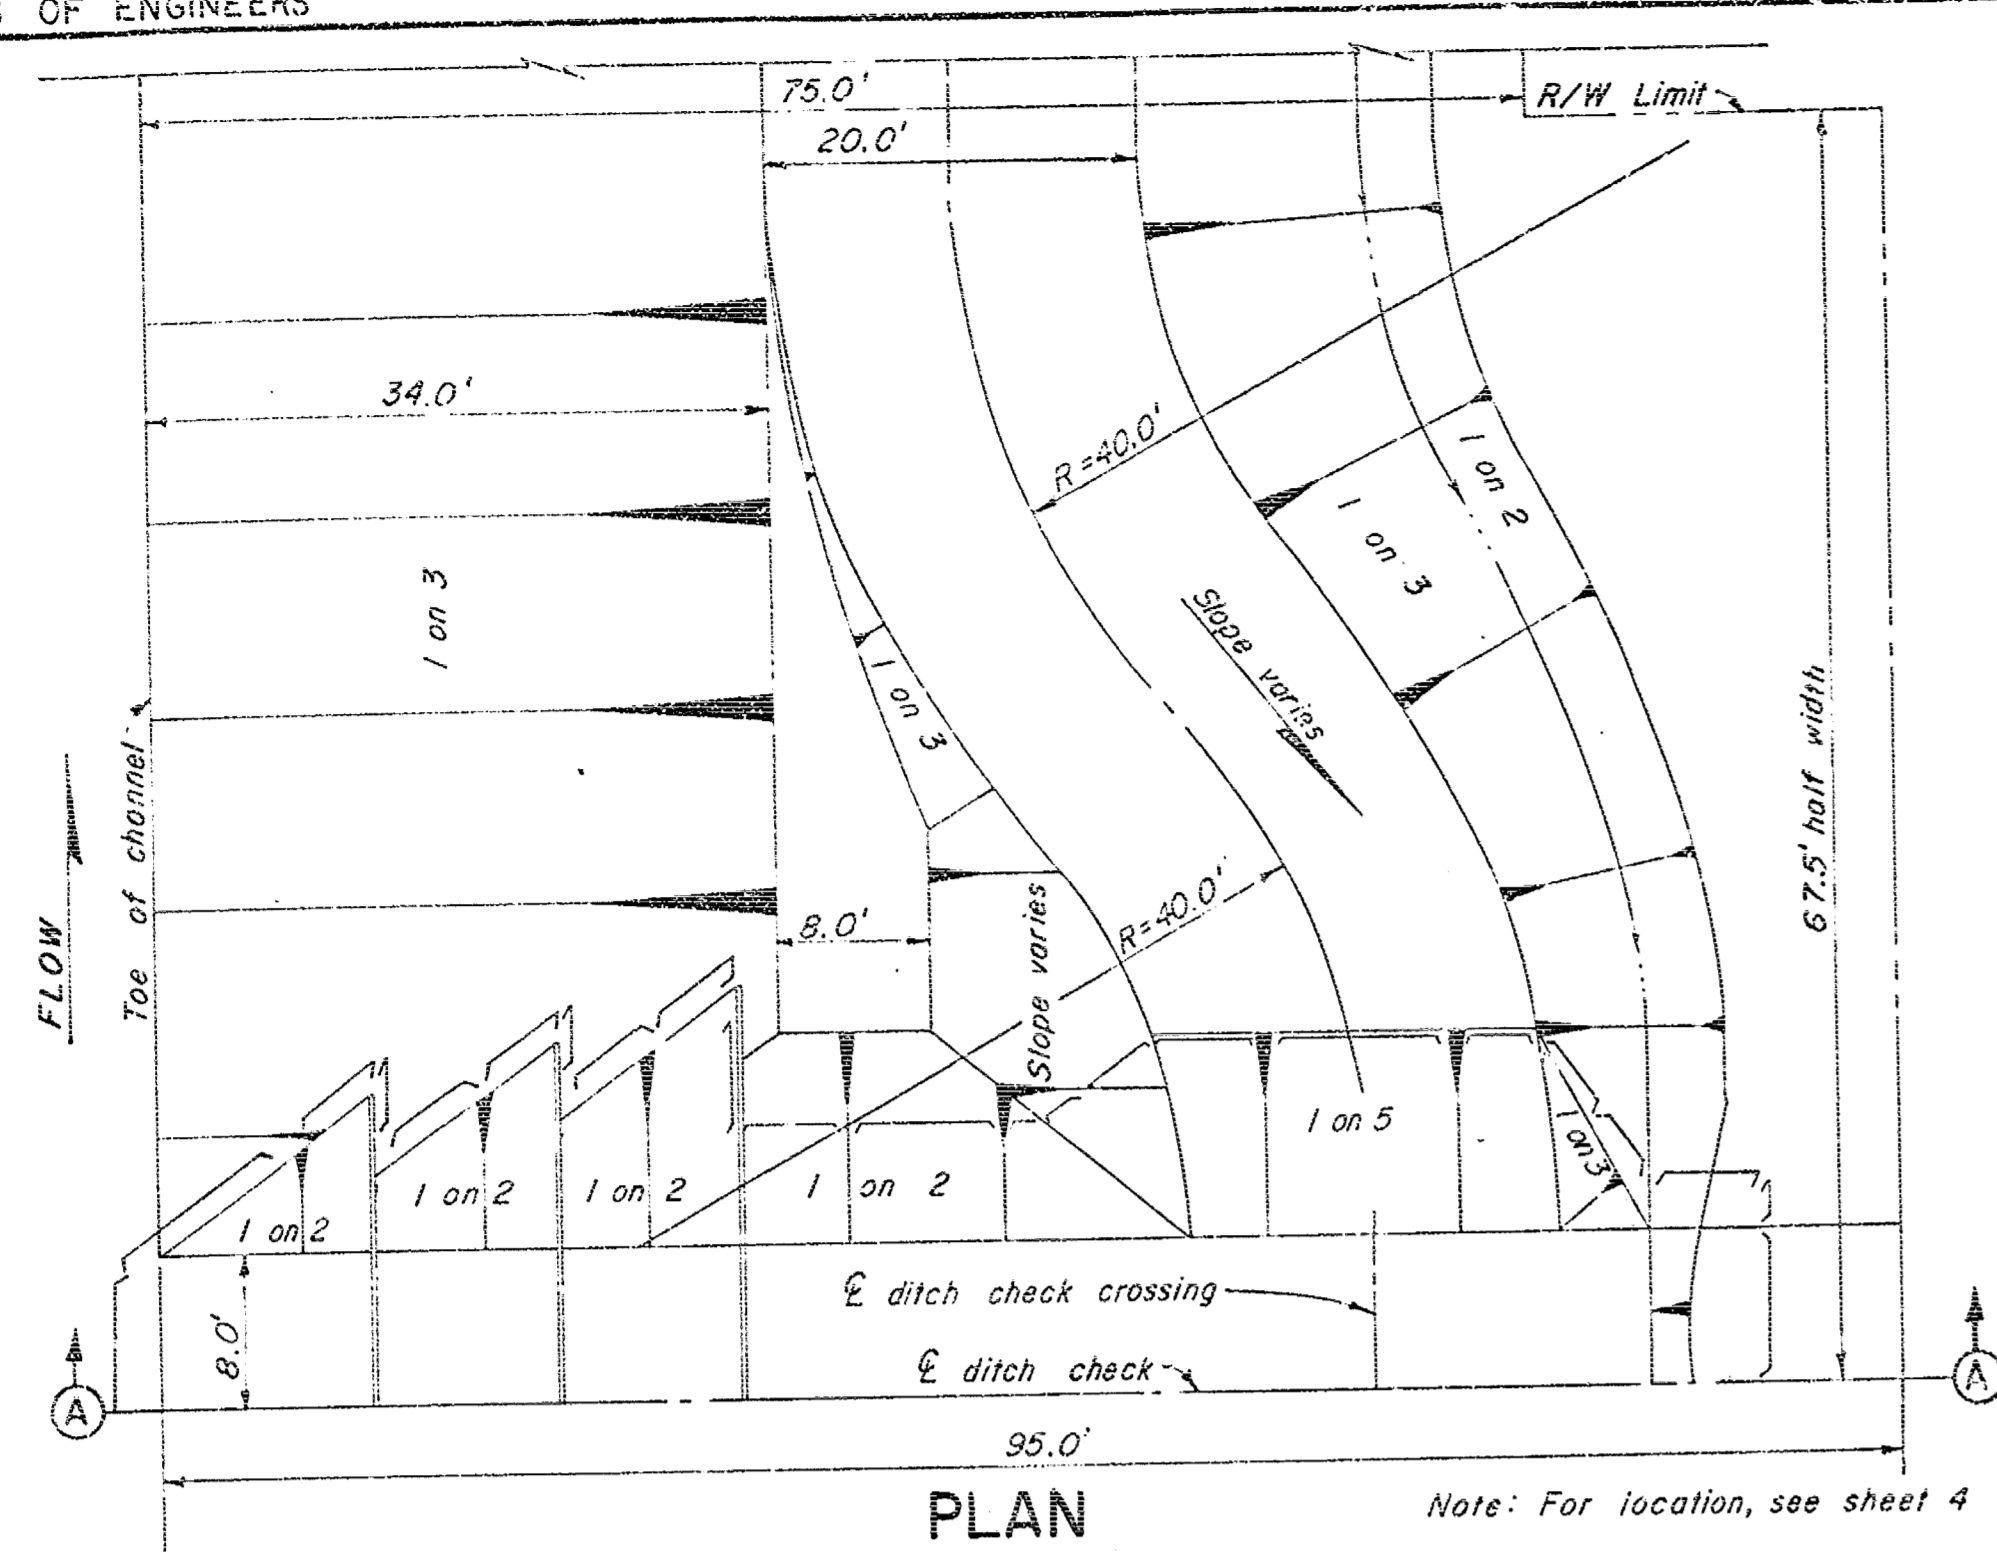 OF ENGINEERS
75.0'
R/W Limit
20.0'
34.0'
R=40.0'
1 on 2
1 on 3
1 on 3
Slope varies
1 on 3
67.5' half width
Toe of channel
FLOW
8.0'
R=40.0'
Slope varies
1 on 5
1 on 3
1 on 2
1 on 2
1 on 2
1 on 2
℄ ditch check crossing
8.0'
℄ ditch check
A
A
95.0'
PLAN
Note: For location, see sheet 4